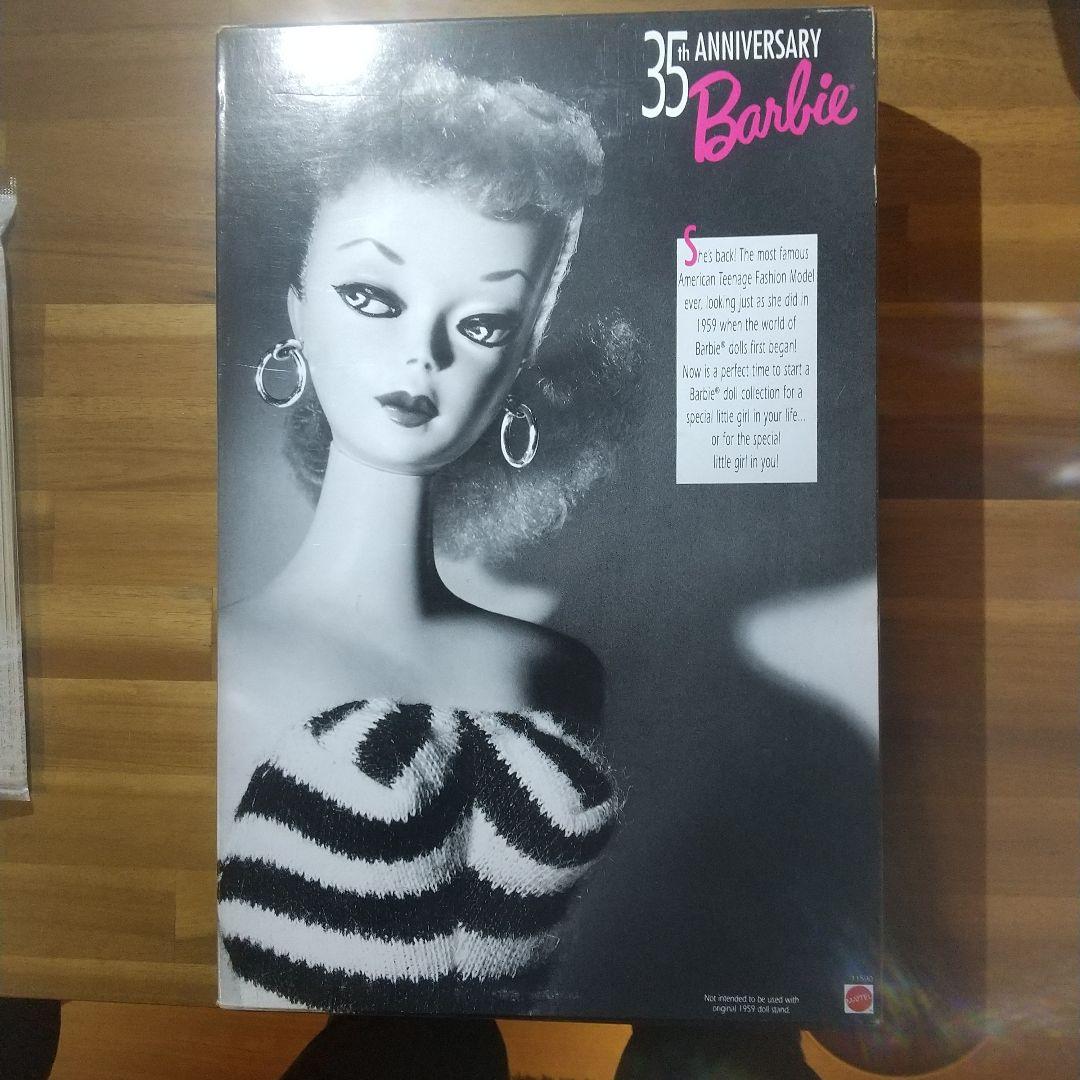 35th ANNIVERSARY
Barbie®
She's back! The most famous
American Teenage Fashion Model
ever, looking just as she did in
1959 when the world of
Barbie® dolls first began!
Now is a perfect time to start a
Barbie® doll collection for a
special little girl in your life...
or for the special
little girl in you!
11590
Not intended to be used with
original 1959 doll stand.
MATTEL